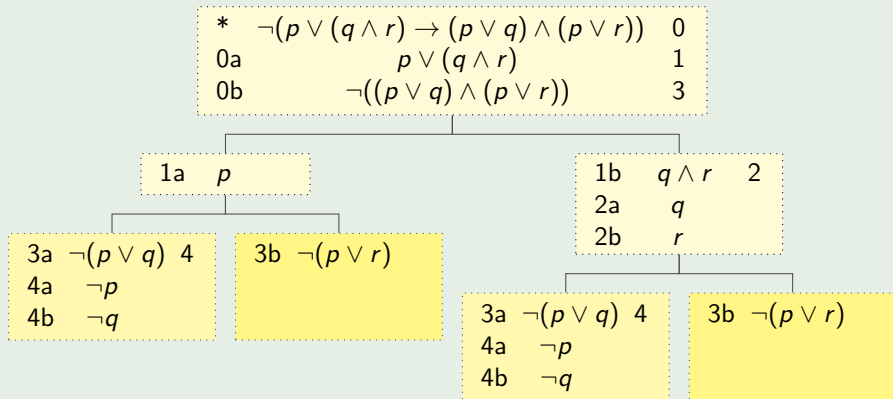 * ¬(p ∨ (q ∧ r) → (p ∨ q) ∧ (p ∨ r)) 0
0a p ∨ (q ∧ r) 1
0b ¬((p ∨ q) ∧ (p ∨ r)) 3
1a p
1b q ∧ r 2
2a q
2b r
3a ¬(p ∨ q) 4
4a ¬p
4b ¬q
3b ¬(p ∨ r)
3a ¬(p ∨ q) 4
4a ¬p
4b ¬q
3b ¬(p ∨ r)